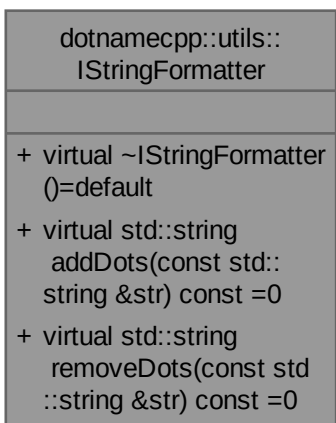 dotnamecpp::utils::
IStringFormatter
+ virtual ~IStringFormatter
()=default
+ virtual std::string
addDots(const std::
string &str) const =0
+ virtual std::string
removeDots(const std
::string &str) const =0